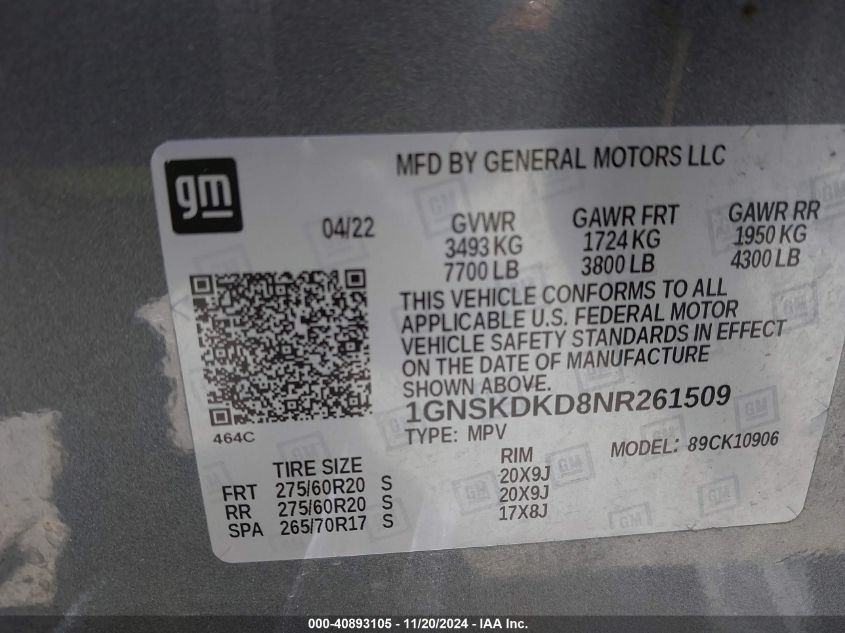 MFD BY GENERAL MOTORS LLC
gm
04/22
GVWR GAWR FRT GAWR RR
3493 KG 1724 KG 1950 KG
7700 LB 3800 LB 4300 LB
THIS VEHICLE CONFORMS TO ALL
APPLICABLE U.S. FEDERAL MOTOR
VEHICLE SAFETY STANDARDS IN EFFECT
ON THE DATE OF MANUFACTURE
SHOWN ABOVE.
1GNSKDKD8NR261509
464C
TYPE: MPV MODEL: 89CK10906
TIRE SIZE RIM
FRT 275/60R20 S 20X9J
RR 275/60R20 S 20X9J
SPA 265/70R17 S 17X8J
000-40893105 - 11/20/2024 - IAA Inc.